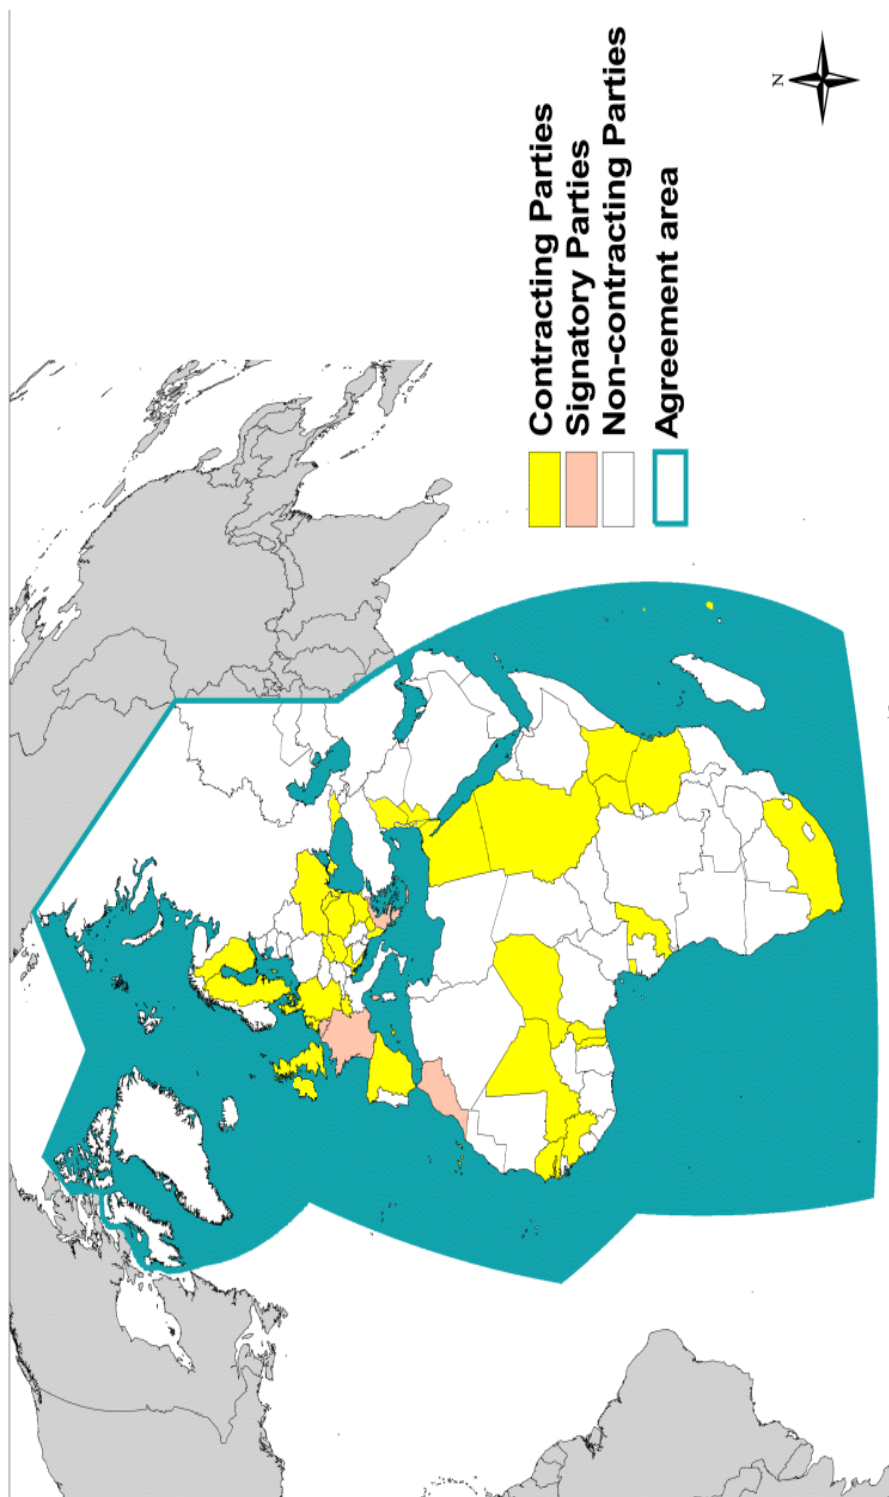 Contracting Parties
Signatory Parties
Non-contracting Parties
Agreement area
N